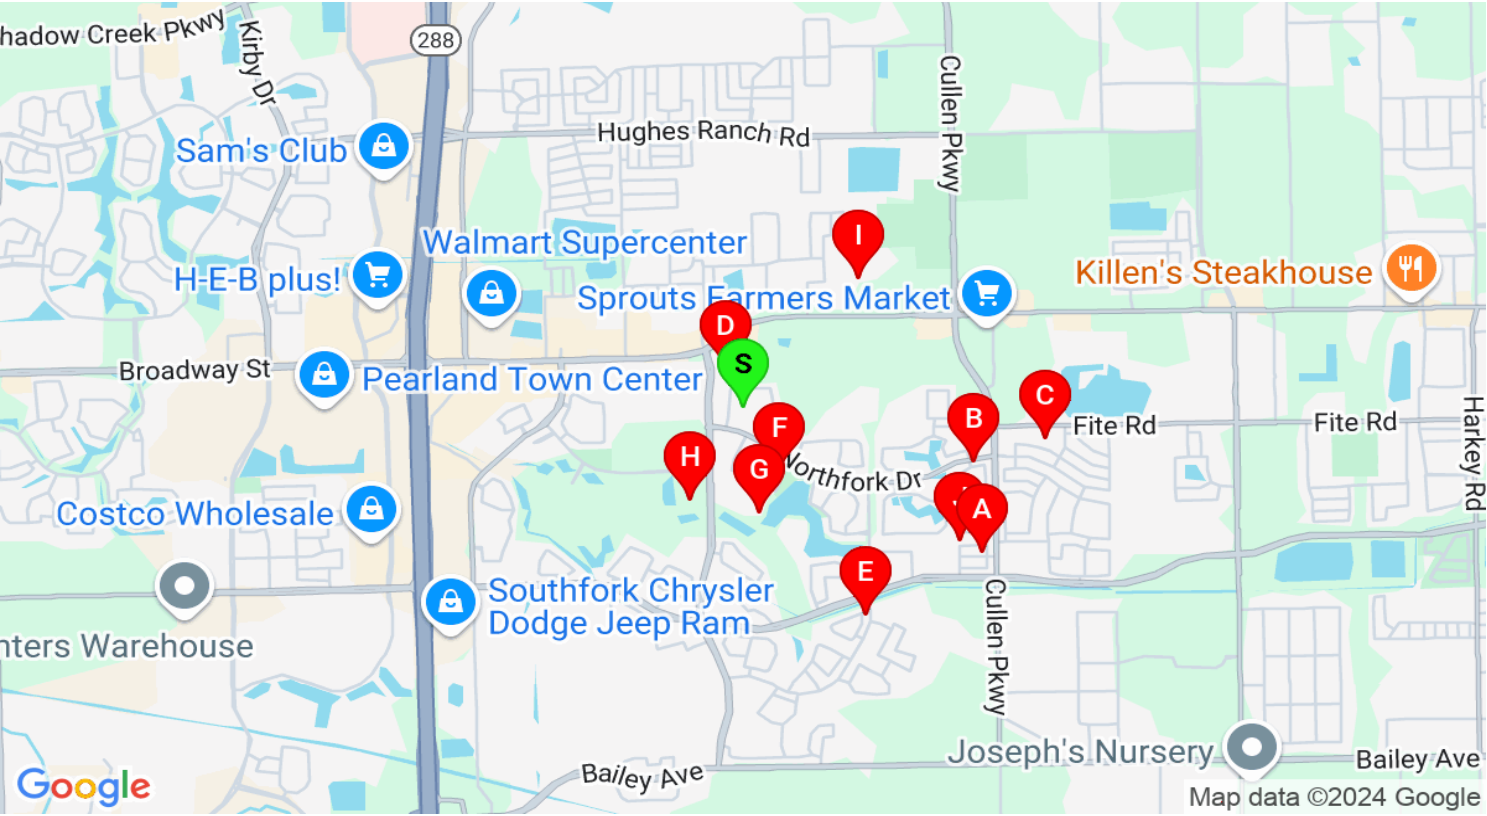 hadow Creek Pkwy
Kirby Dr
288
Cullen Pkwy
Hughes Ranch Rd
Sam's Club
I
Walmart Supercenter
H-E-B plus!
Killen's Steakhouse
Sprouts Farmers Market
D
S
Broadway St
Pearland Town Center
C
B
F
Fite Rd
Fite Rd
Harkey Rd
H
G
Northfork Dr
J
A
Costco Wholesale
E
Southfork Chrysler
Dodge Jeep Ram
Cullen Pkwy
nters Warehouse
Joseph's Nursery
Bailey Ave
Bailey Ave
Google
Map data ©2024 Google